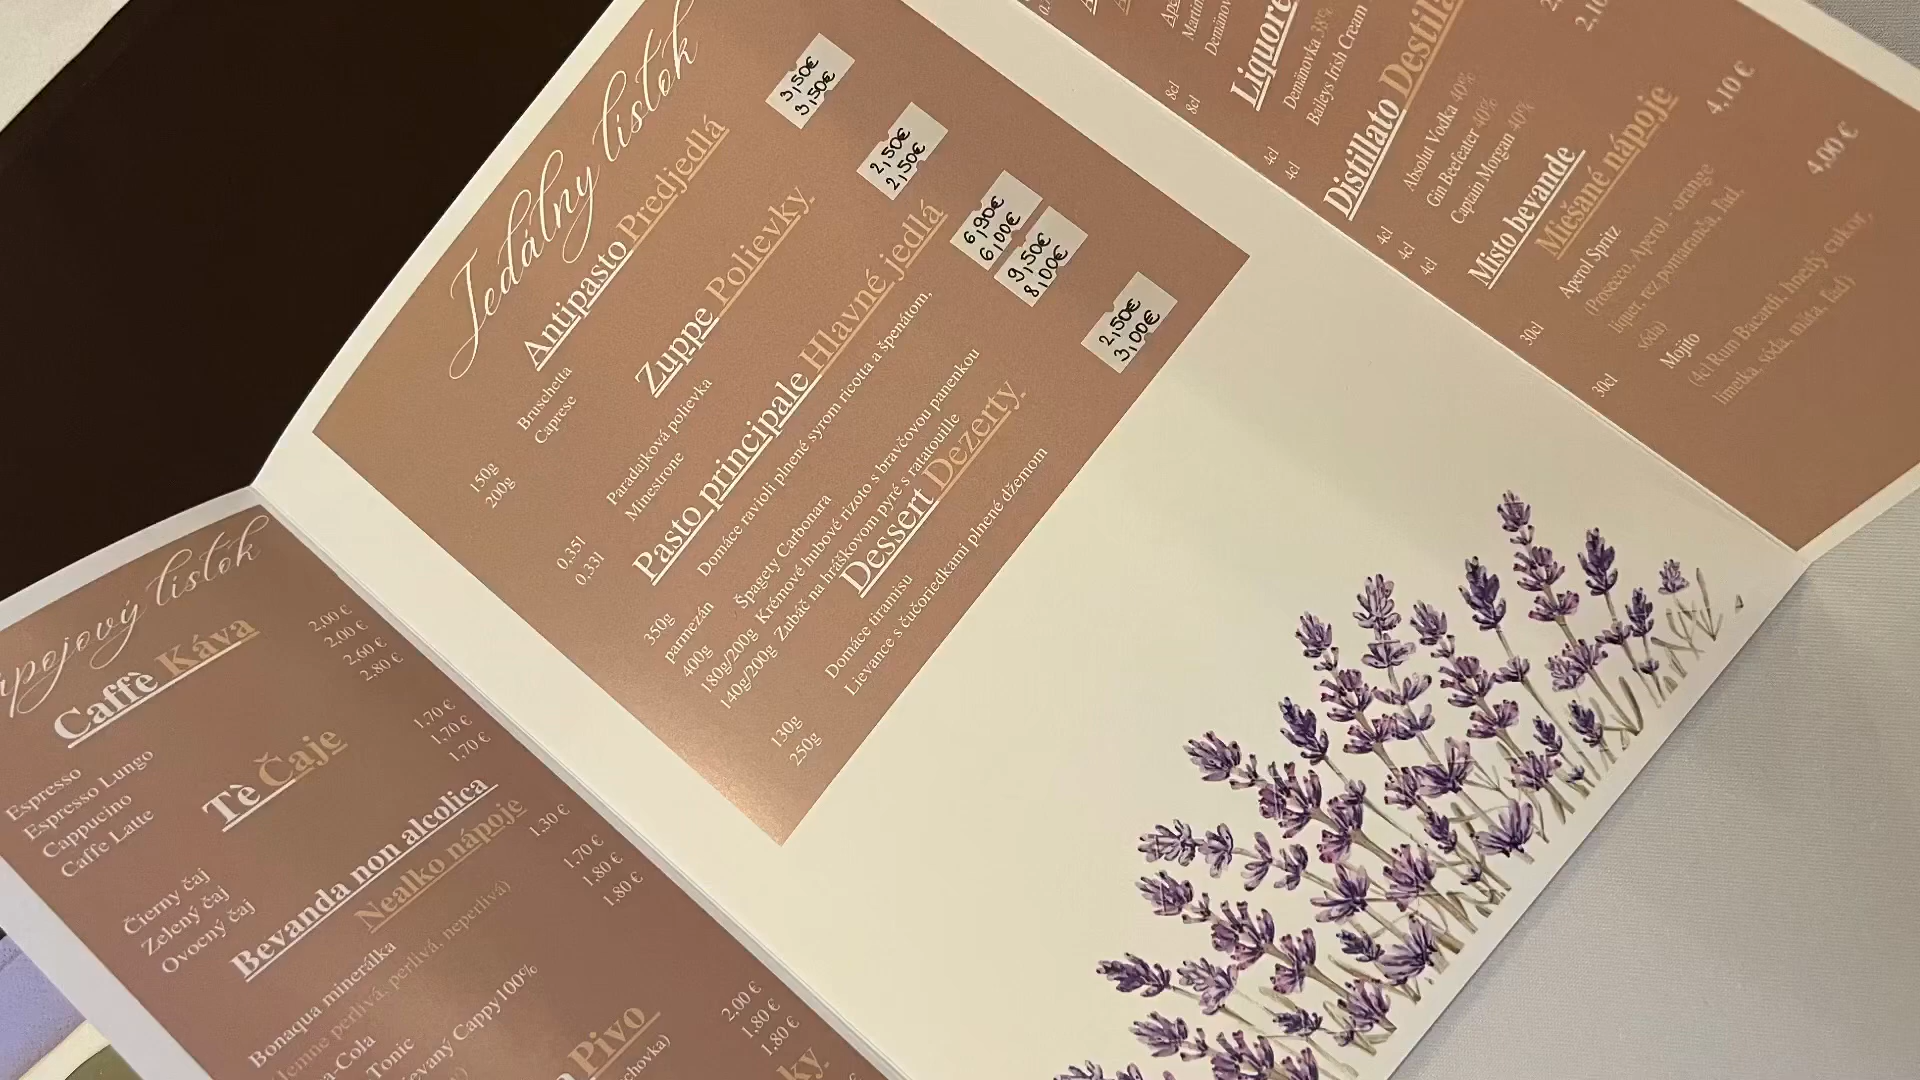 listok
Caffè Káva
Espresso 2,00 €
Espresso Lungo 2,00 €
Cappucino 2,60 €
Caffe Latte 2,80 €
Tè Čaje
Čierny čaj 1,70 €
Zelený čaj 1,70 €
Ovocný čaj 1,70 €
Bevanda non alcolica
Nealko nápoje
Bonaqua minerálka 1,30 €
perlivá, neperlivá)
1,70 €
Tonic 1,80 €
Cappy100% 1,80 €
Pivo
2,00 €
1,80 €
1,80 €
Jedálny lístok
Antipasto Predjedlá
150g Bruschetta 3,50€
200g Caprese 3,50€
Zuppe Polievky
0,35l Paradajková polievka 2,50€
0,33l Minestrone 2,50€
Pasto principale Hlavné jedlá
350g Domáce ravioli plnené syrom ricotta a špenátom, 6,90€
parmezán
400g Špagety Carbonara 6,00€
180g/200g Krémové hubové rizoto s bravčovou panenkou 9,50€
140g/200g Zubáč na hráškovom pyré s ratatouille 8,00€
Dessert Dezerty
130g Domáce tiramisu 2,50€
250g Lievance s čučoriedkami plnené džemom 3,00€
8cl
8cl
Liquore
4cl Demänovka 38%
4cl Baileys Irish Cream
Distillato
4cl Absolut Vodka 40%
4cl Gin Beefeater 40%
4cl Captain Morgan 40%
Misto bevande
Miešané nápoje
30cl Aperol Spritz 4,10 €
(Prosecco, Aperol - orange
liquer, rez pomaranča, ľad,
sóda)
30cl Mojito 4,00 €
(4cl Rum Bacardi, hnedý cukor,
limetka, sóda, mäta, ľad)